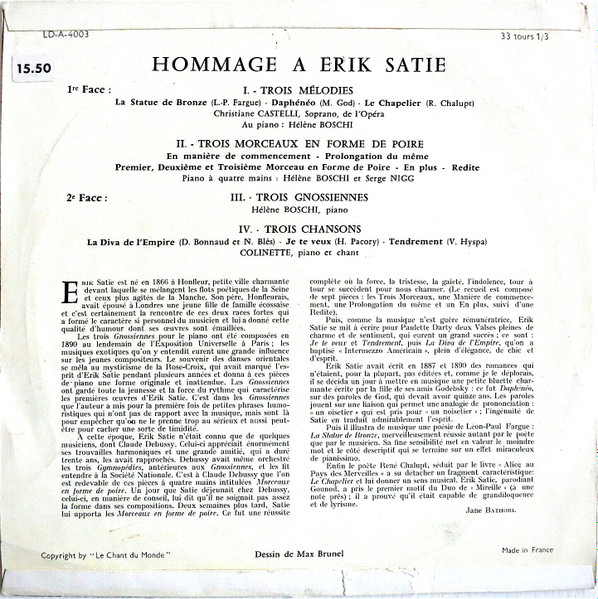 LD-A-4003
33 tours 1/3
15.50
HOMMAGE A ERIK SATIE
1re Face :
I. - TROIS MÉLODIES
La Statue de Bronze (L.-P. Fargue) - Daphénéo (M. God) - Le Chapelier (R. Chalupt)
Christiane CASTELLI, Soprano, de l'Opéra
Au piano : Hélène BOSCHI
II. - TROIS MORCEAUX EN FORME DE POIRE
En manière de commencement - Prolongation du même
Premier, Deuxième et Troisième Morceau en Forme de Poire - En plus - Redite
Piano à quatre mains : Hélène BOSCHI et Serge NIGG
2e Face :
III. - TROIS GNOSSIENNES
Hélène BOSCHI, piano
IV. - TROIS CHANSONS
La Diva de l'Empire (D. Bonnaud et N. Blès) - Je te veux (H. Pacory) - Tendrement (V. Hyspa)
COLINETTE, piano et chant
ERIK Satie est né en 1866 à Honfleur, petite ville charmante
devant laquelle se mélangent les flots poétiques de la Seine
et ceux plus agités de la Manche. Son père, Honfleurais,
avait épousé à Londres une jeune fille de famille écossaise
et c'est certainement la rencontre de ces deux races fortes qui
a formé le caractère si personnel du musicien et lui a donné cette
qualité d'humour dont ses œuvres sont émaillées.
Les trois Gnossiennes pour le piano ont été composées en
1890 au lendemain de l'Exposition Universelle à Paris ; les
musiques exotiques qu'on y entendit eurent une grande influence
sur les jeunes compositeurs. Le souvenir des danses orientales
se mêla au mysticisme de la Rose-Croix, qui avait marqué l'es-
prit d'Erik Satie pendant plusieurs années et donna à ces pièces
de piano une forme originale et inattendue. Les Gnossiennes
ont gardé toute la jeunesse et la force du rythme qui caractérise
les premières œuvres d'Erik Satie. C'est dans les Gnossiennes
que l'auteur a mis pour la première fois de petites phrases humo-
ristiques qui n'ont pas de rapport avec la musique, mais sont là
pour empêcher qu'on ne le prenne trop au sérieux et aussi peut-
être pour cacher une sorte de timidité.
A cette époque, Erik Satie n'était connu que de quelques
musiciens, dont Claude Debussy. Celui-ci appréciait énormément
ses trouvailles harmoniques et une grande amitié, qui a duré
trente ans, les avait rapprochés. Debussy avait même orchestré
les trois Gymnopédies, antérieures aux Gnossiennes, et les fit
entendre à la Société Nationale. C'est à Claude Debussy que l'on
est redevable de ces pièces à quatre mains intitulées Morceaux
en forme de poire. Un jour que Satie déjeunait chez Debussy,
celui-ci, en manière de conseil, lui dit qu'il ne soignait pas assez
la forme dans ses compositions. Deux semaines plus tard, Satie
lui apporta les Morceaux en forme de poire. Ce fut une réussite
complète où la force, la tristesse, la gaieté, l'indolence, tour à
tour se succèdent pour nous charmer. (Le recueil est composé
de sept pièces : les Trois Morceaux, une Manière de commence-
ment, une Prolongation du même et un En plus, suivi d'une
Redite).
Puis, comme la musique n'est guère rémunératrice, Erik
Satie se mit à écrire pour Paulette Darty deux Valses pleines de
charme et de sentiment, qui eurent un grand succès ; ce sont :
Je te veux et Tendrement, puis La Diva de l'Empire, qu'on a
baptisé « Intermezzo Américain », plein d'élégance, de chic et
d'esprit.
Erik Satie avait écrit en 1887 et 1890 des romances qui
n'étaient, pour la plupart, pas éditées et, comme je le déplorais,
il se décida un jour à mettre en musique une petite bluette char-
mante écrite par la fille de ses amis Godebsky : ce fut Daphénéo,
sur des paroles de God, qui devait avoir quinze ans. Les paroles
jouent sur une liaison qui permet une analogie de prononciation :
« un oisetier » qui est pris pour « un noisetier » ; l'ingénuité de
Satie en traduit admirablement l'esprit.
Puis il illustra de musique une poésie de Léon-Paul Fargue :
La Statue de Bronze, merveilleusement réussie autant par le poète
que par le musicien. Sa fine sensibilité met en valeur le moindre
mot et le côté descriptif qui se termine sur un effet miraculeux
de pianissimo.
Enfin le poète René Chalupt, séduit par le livre « Alice au
Pays des Merveilles » a su détacher un fragment caractéristique :
Le Chapelier et lui donner un sens musical. Erik Satie, parodiant
Gounod, a pris le premier motif du Duo de « Mireille » (à une
note près) ; il a prouvé qu'il était capable de grandiloquence
et de lyrisme.
Jane BATHORI.
Copyright by "Le Chant du Monde"
Dessin de Max Brunel
Made in France